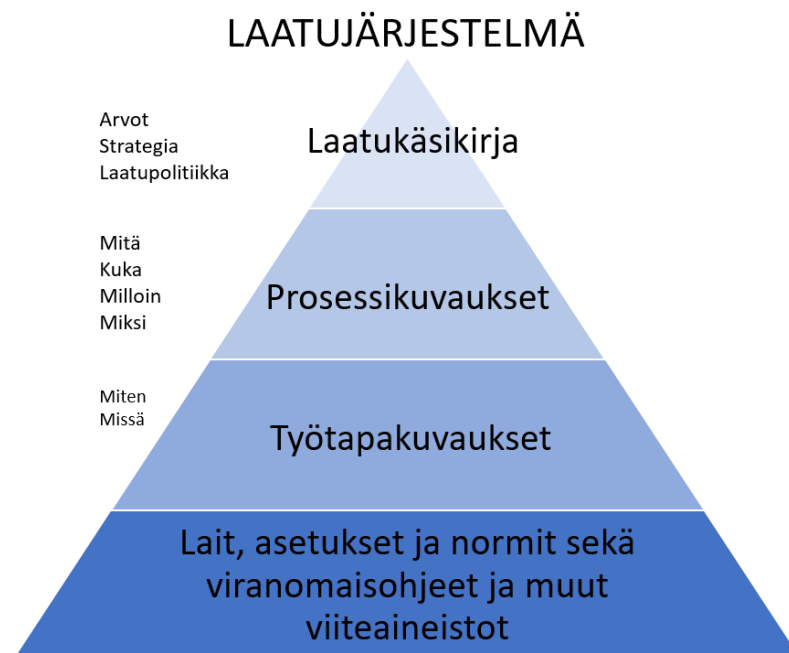 LAATUJÄRJESTELMÄ
Arvot
Strategia
Laatupolitiikka
Laatukäsikirja
Mitä
Kuka
Milloin
Miksi
Prosessikuvaukset
Miten
Missä
Työtapakuvaukset
Lait, asetukset ja normit sekä
viranomaisohjeet ja muut
viiteaineistot